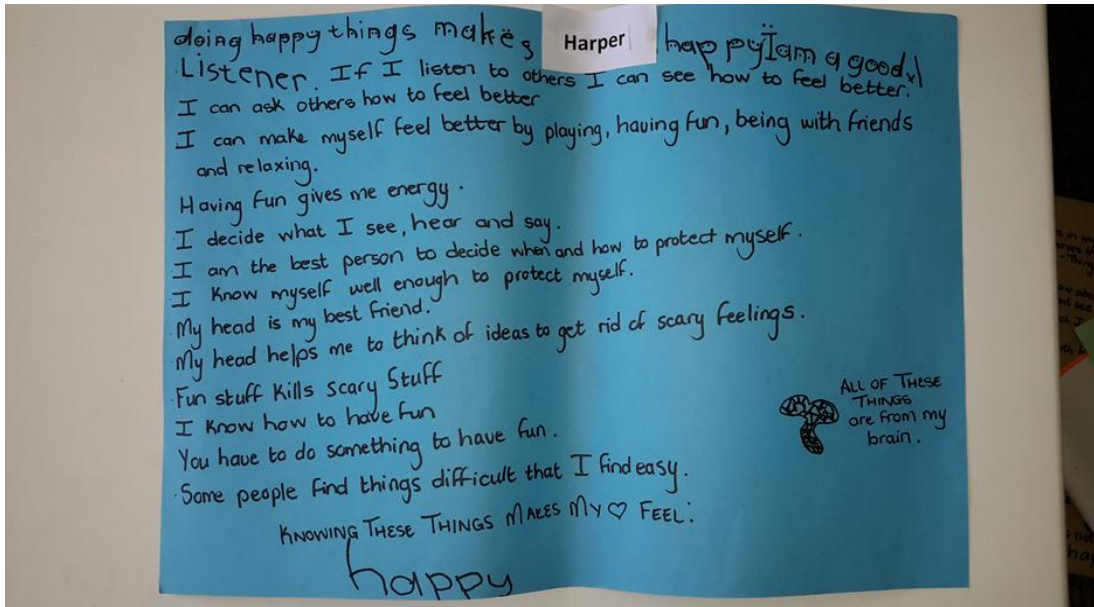 doing happy things makes Harper happy I am a good
Listener. If I listen to others I can see how to feel better.
I can ask others how to feel better
I can make myself feel better by playing, having fun, being with friends
and relaxing.
Having fun gives me energy.
I decide what I see, hear and say.
I am the best person to decide when and how to protect myself.
I know myself well enough to protect myself.
My head is my best friend.
My head helps me to think of ideas to get rid of scary feelings.
Fun stuff kills scary stuff
I know how to have fun
You have to do something to have fun.
Some people find things difficult that I find easy.
ALL OF THESE
THINGS
are from my
brain.
KNOWING THESE THINGS MAKES MY ♡ FEEL:
happy